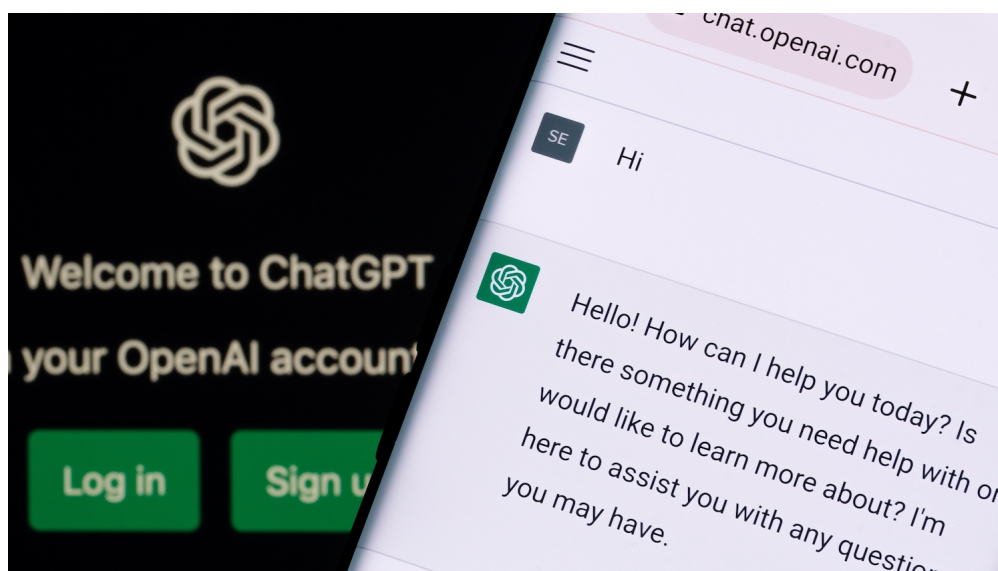 Welcome to ChatGPT
your OpenAI account
Log in
Sign u
chat.openai.com
SE
Hi
Hello! How can I help you today? Is
there something you need help with or
would like to learn more about? I'm
here to assist you with any question
you may have.